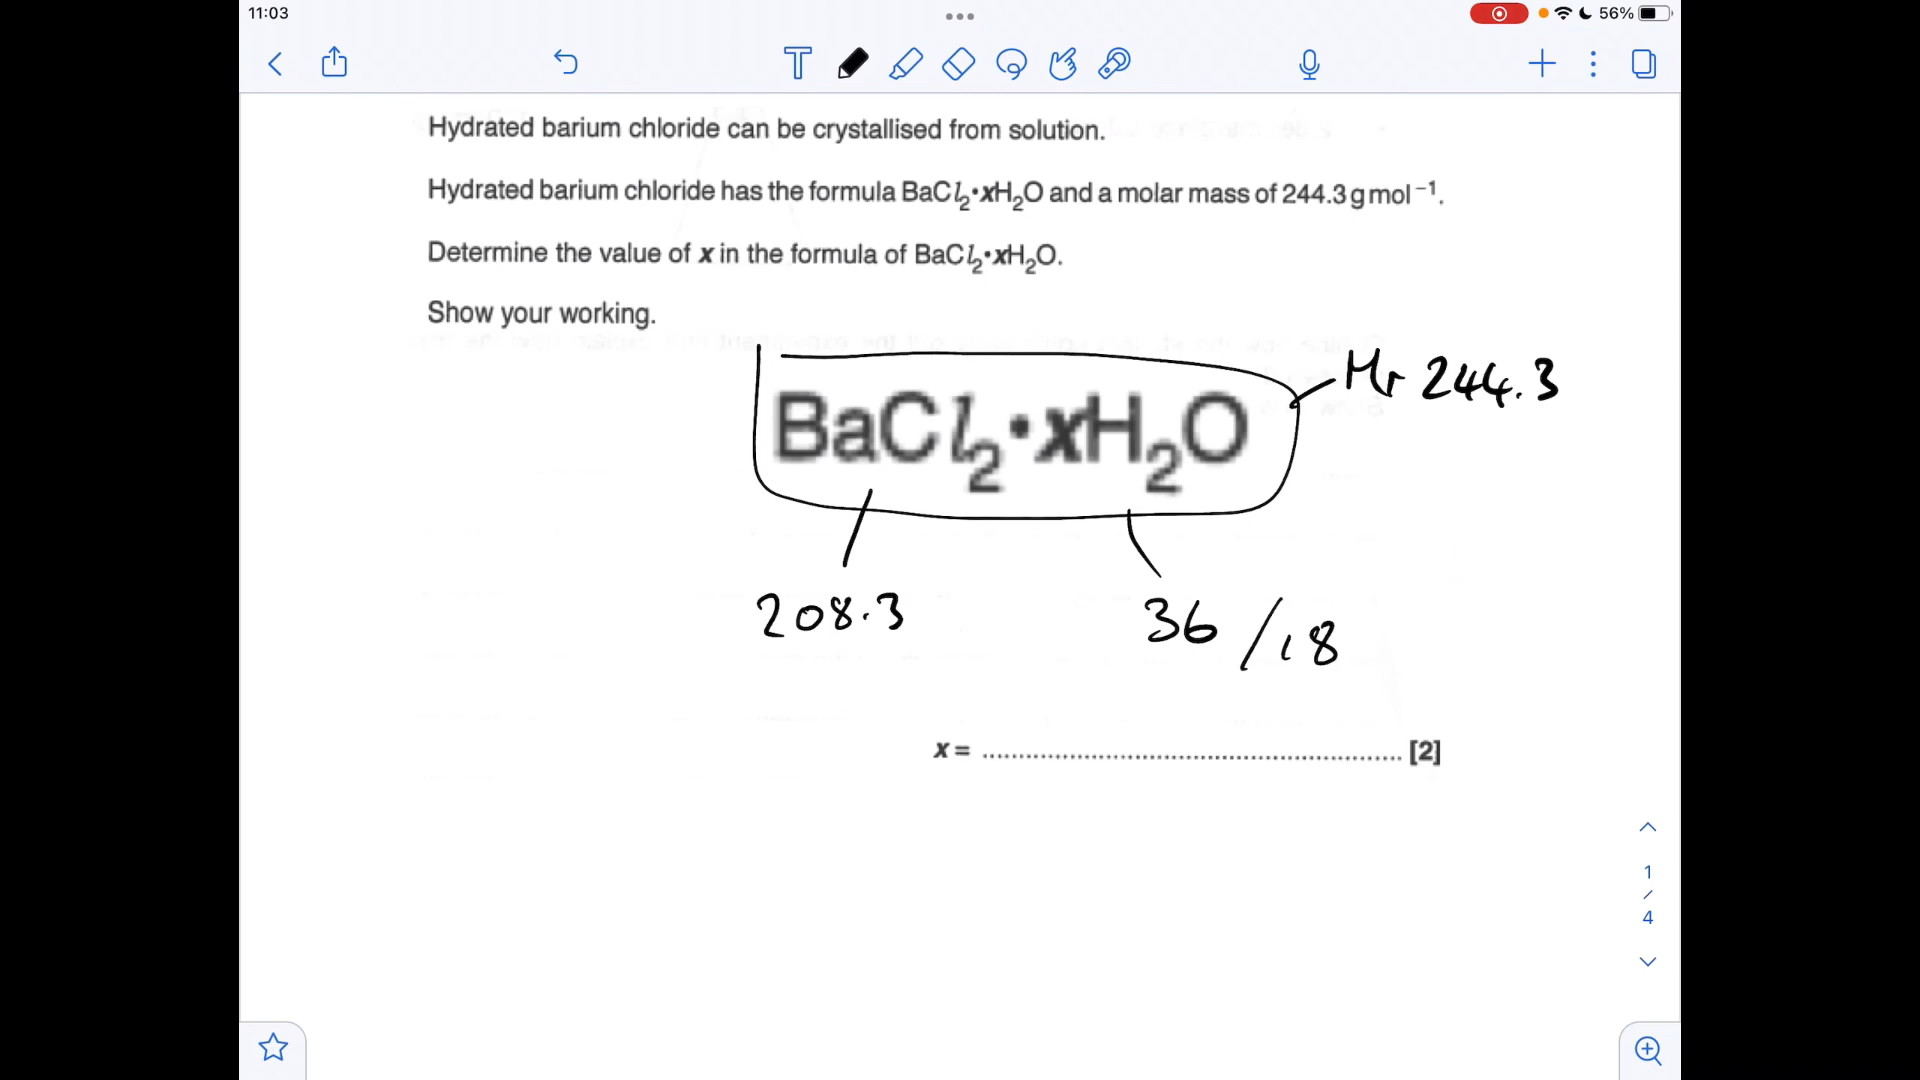 11:03
56%
Hydrated barium chloride can be crystallised from solution.
Hydrated barium chloride has the formula BaCl₂•xH₂O and a molar mass of 244.3 g mol⁻¹.
Determine the value of x in the formula of BaCl₂•xH₂O.
Show your working.
Mr 244.3
BaCl₂•xH₂O
208.3
36 /18
x = .................................................... [2]
1
/
4